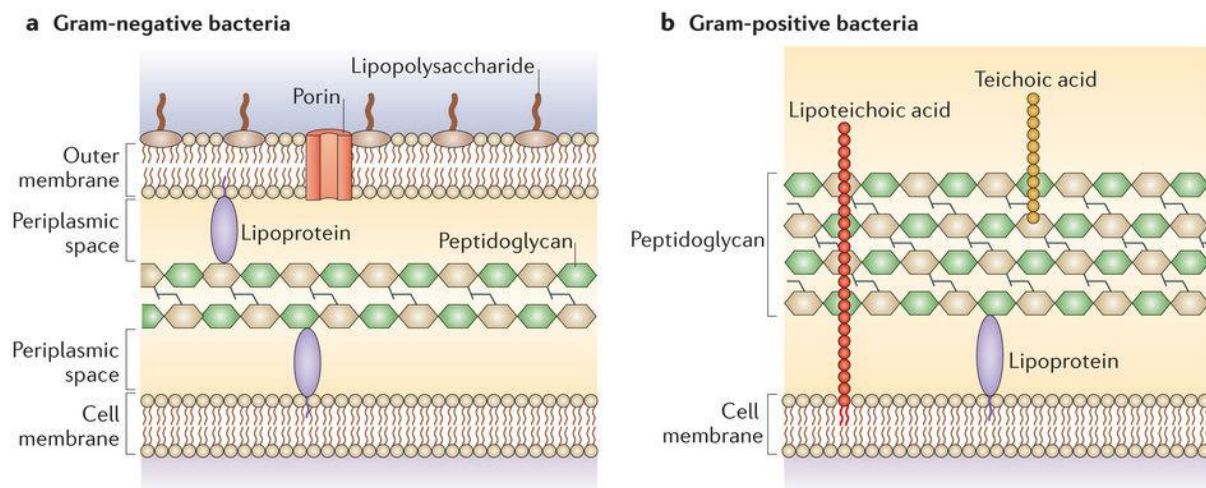 a Gram-negative bacteria
Lipopolysaccharide
Porin
Outer
membrane
Periplasmic
space
Lipoprotein
Peptidoglycan
Periplasmic
space
Cell
membrane
b Gram-positive bacteria
Teichoic acid
Lipoteichoic acid
Peptidoglycan
Lipoprotein
Cell
membrane